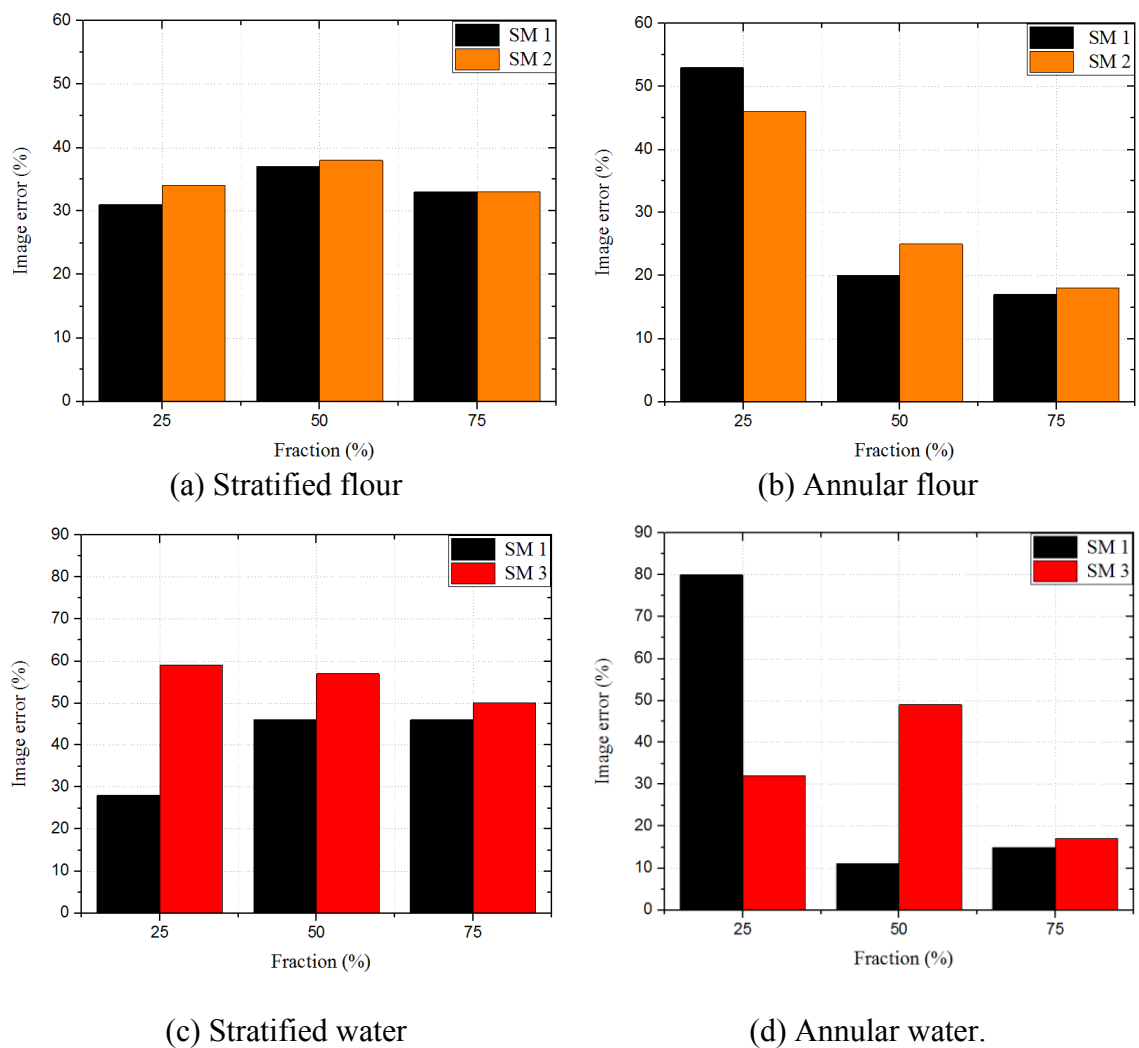 60
50
40
30
20
10
0
Image error (%)
SM 1
SM 2
25 50 75
Fraction (%)
(a) Stratified flour
60
50
40
30
20
10
0
Image error (%)
SM 1
SM 2
25 50 75
Fraction (%)
(b) Annular flour
90
80
70
60
50
40
30
20
10
0
Image error (%)
SM 1
SM 3
25 50 75
Fraction (%)
(c) Stratified water
90
80
70
60
50
40
30
20
10
0
Image error (%)
SM 1
SM 3
25 50 75
Fraction (%)
(d) Annular water.